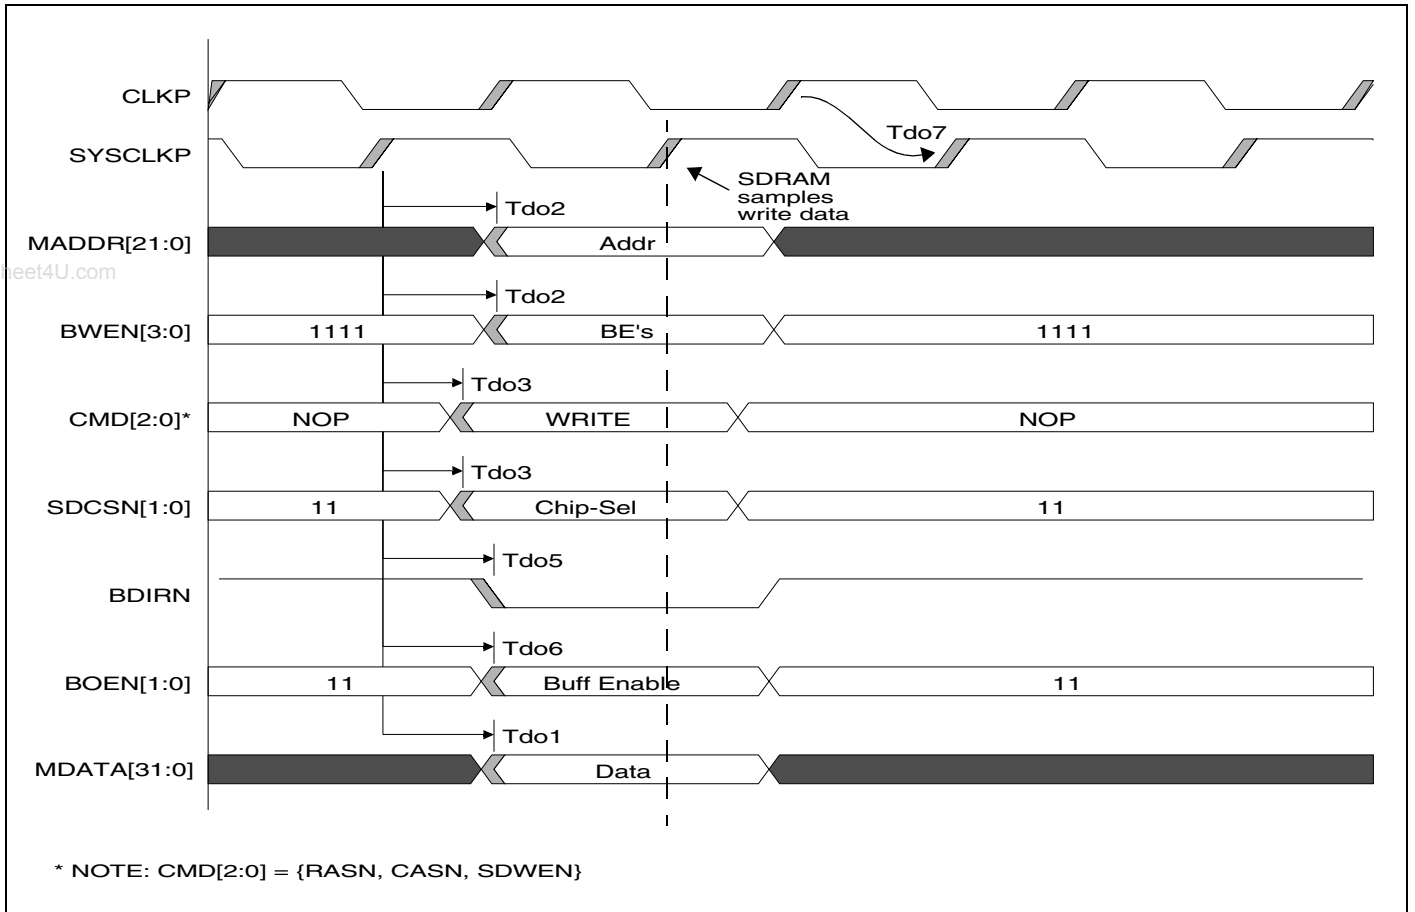 CLKP
Tdo7
SYSCLKP
SDRAM
samples
write data
Tdo2
MADDR[21:0]
Addr
heet4U.com
Tdo2
BWEN[3:0]
1111
BE's
1111
Tdo3
CMD[2:0]*
NOP
WRITE
NOP
Tdo3
SDCSN[1:0]
11
Chip-Sel
11
Tdo5
BDIRN
Tdo6
BOEN[1:0]
11
Buff Enable
11
Tdo1
MDATA[31:0]
Data
* NOTE: CMD[2:0] = {RASN, CASN, SDWEN}